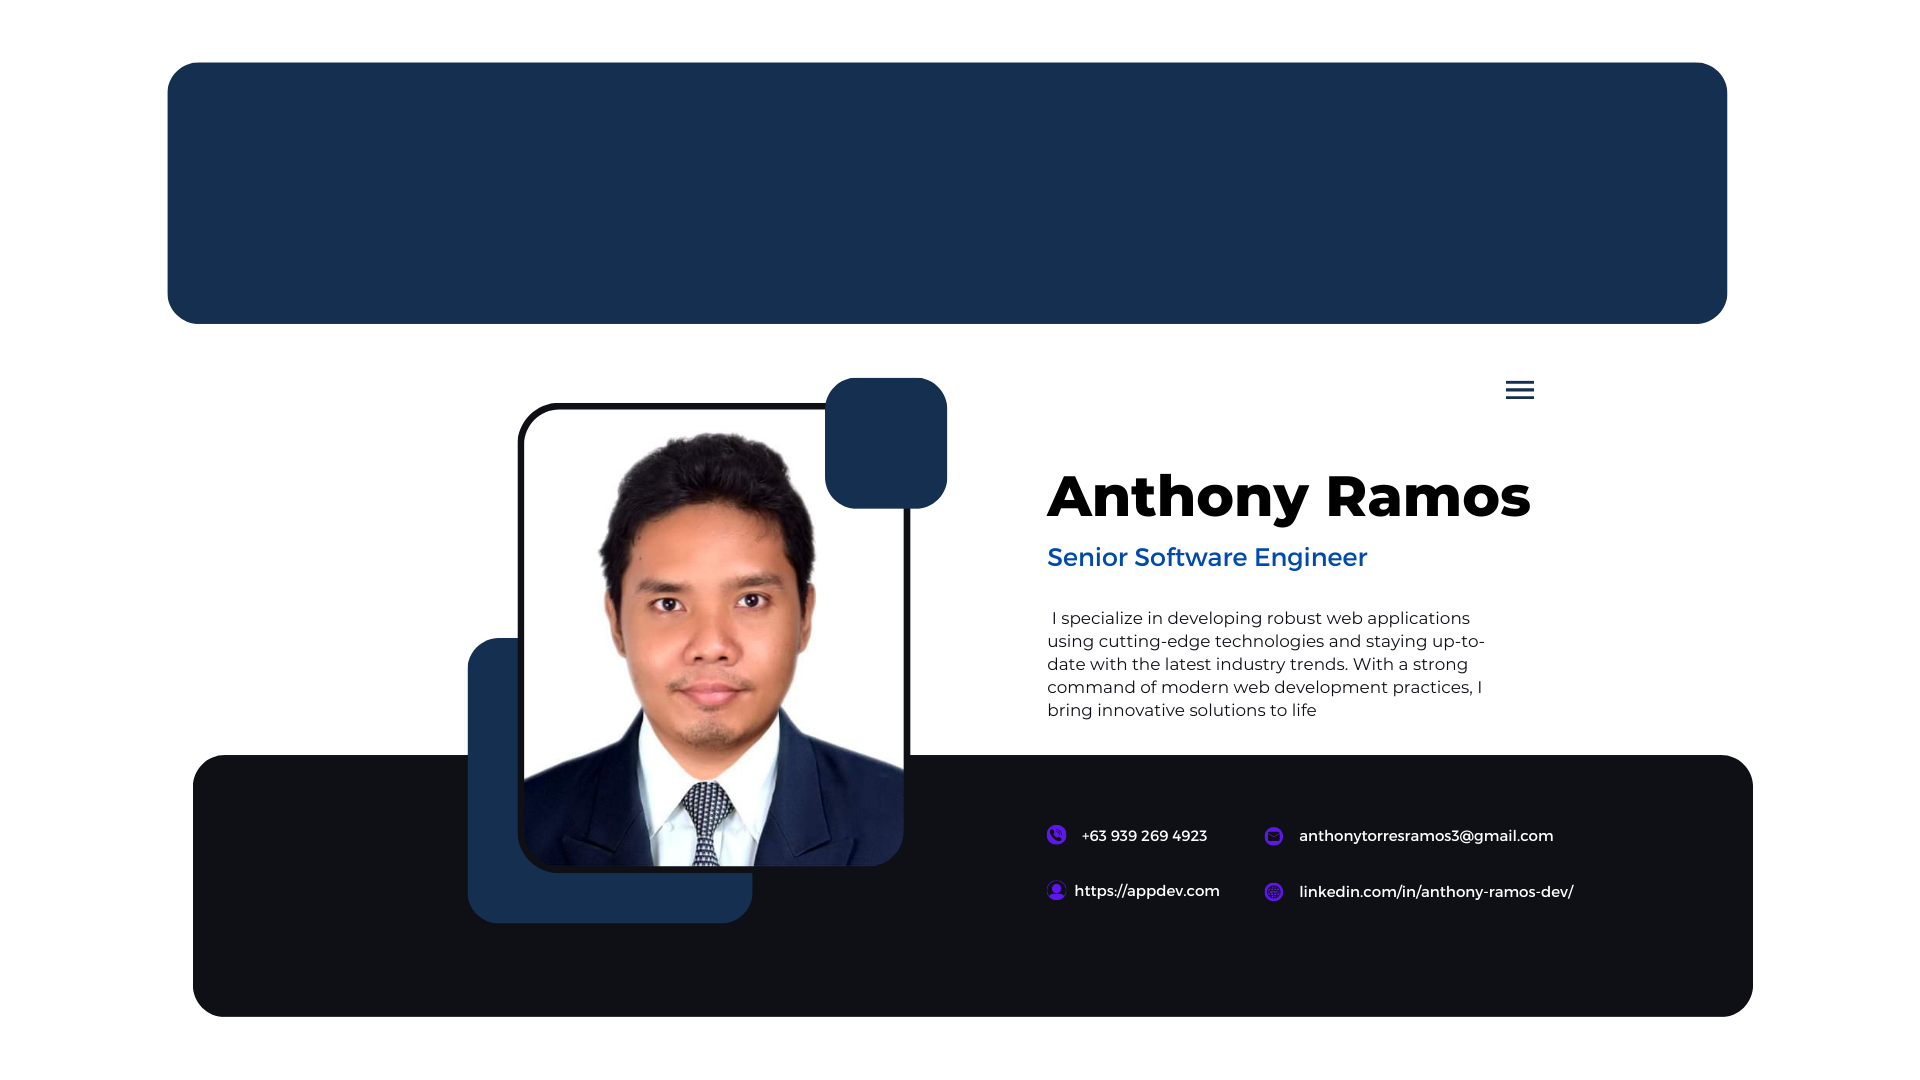 Anthony Ramos
Senior Software Engineer
I specialize in developing robust web applications
using cutting-edge technologies and staying up-to-
date with the latest industry trends. With a strong
command of modern web development practices, I
bring innovative solutions to life
+63 939 269 4923
anthonytorresramos3@gmail.com
https://appdev.com
linkedin.com/in/anthony-ramos-dev/